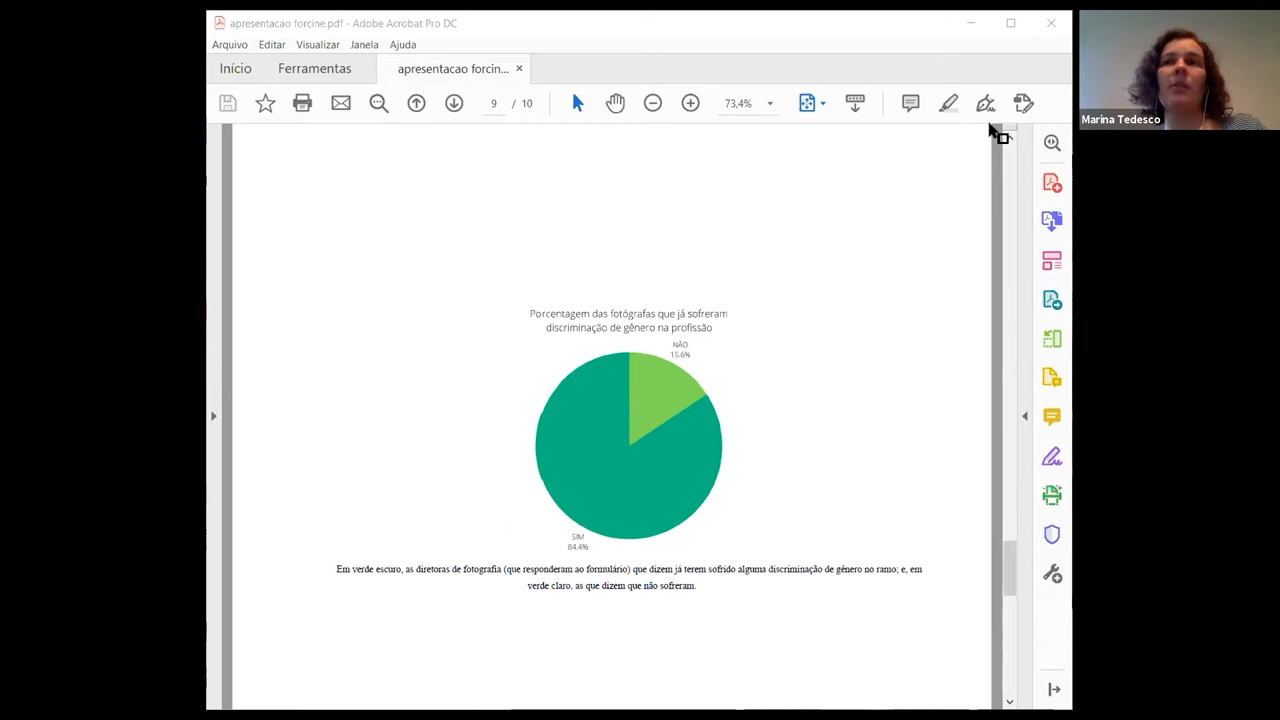 apresentacao forcine.pdf - Adobe Acrobat Pro DC
Arquivo Editar Visualizar Janela Ajuda
Início Ferramentas apresentacao forcin... ×
9 / 10 73,4%
Marina Tedesco
Porcentagem das fotógrafas que já sofreram
discriminação de gênero na profissão
NÃO
15.6%
SIM
84.4%
Em verde escuro, as diretoras de fotografia (que responderam ao formulário) que dizem já terem sofrido alguma discriminação de gênero no ramo; e, em
verde claro, as que dizem que não sofreram.